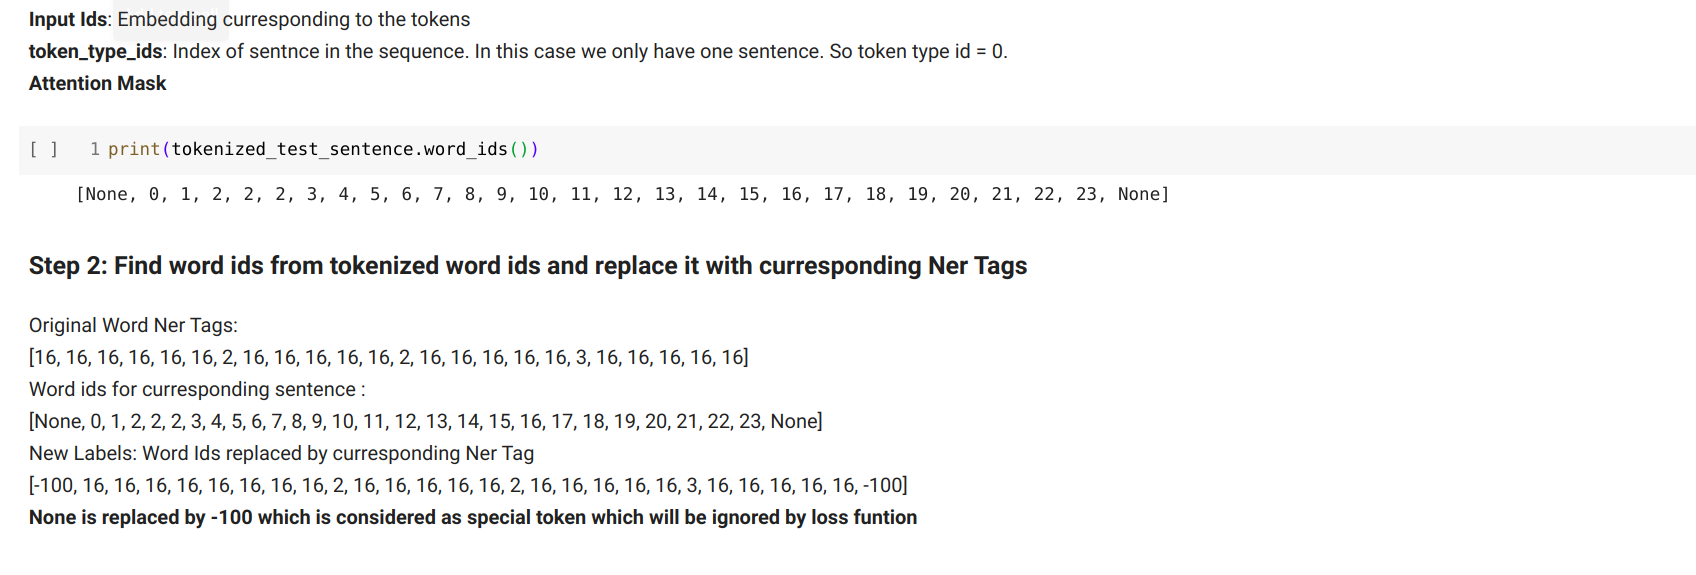 Input Ids: Embedding curresponding to the tokens
token_type_ids: Index of sentnce in the sequence. In this case we only have one sentence. So token type id = 0.
Attention Mask
[ ] 1 print(tokenized_test_sentence.word_ids())
[None, 0, 1, 2, 2, 2, 3, 4, 5, 6, 7, 8, 9, 10, 11, 12, 13, 14, 15, 16, 17, 18, 19, 20, 21, 22, 23, None]
Step 2: Find word ids from tokenized word ids and replace it with curresponding Ner Tags
Original Word Ner Tags:
[16, 16, 16, 16, 16, 16, 2, 16, 16, 16, 16, 16, 2, 16, 16, 16, 16, 16, 3, 16, 16, 16, 16, 16]
Word ids for curresponding sentence :
[None, 0, 1, 2, 2, 2, 3, 4, 5, 6, 7, 8, 9, 10, 11, 12, 13, 14, 15, 16, 17, 18, 19, 20, 21, 22, 23, None]
New Labels: Word Ids replaced by curresponding Ner Tag
[-100, 16, 16, 16, 16, 16, 16, 16, 16, 2, 16, 16, 16, 16, 16, 2, 16, 16, 16, 16, 16, 3, 16, 16, 16, 16, 16, -100]
None is replaced by -100 which is considered as special token which will be ignored by loss funtion